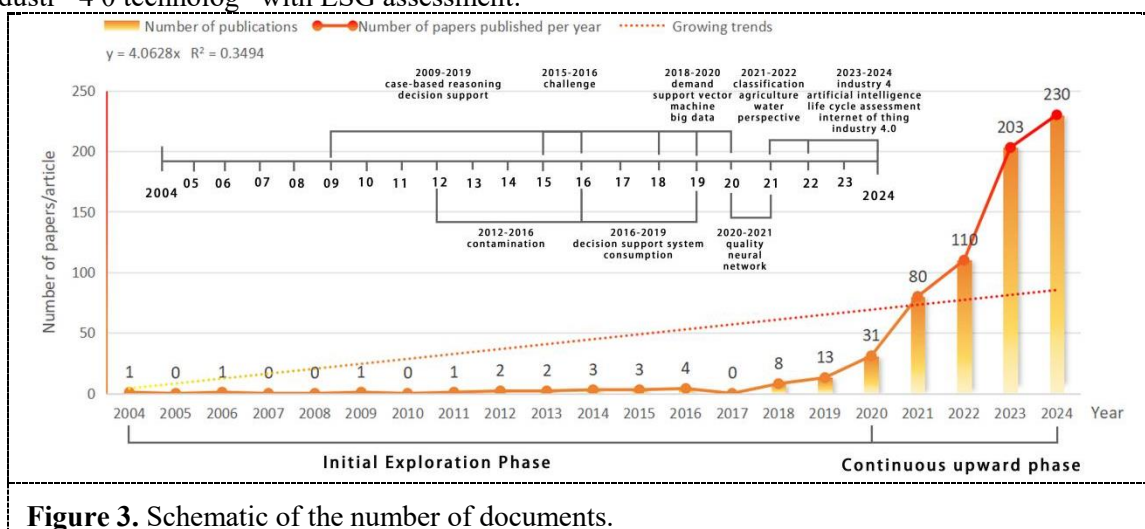 4 0 with ESG assessment.
Number of publications Number of papers published per year Growing trends
y = 4.0628x R² = 0.3494
2009-2019
case-based reasoning
decision support
2015-2016
challenge
2018-2020
demand
support vector
machine
big data
2021-2022
classification
agriculture
water
perspective
2023-2024
industry 4
artificial intelligence
life cycle assessment
internet of thing
industry 4.0
250
200
150
100
50
0
Number of papers/article
2004 05 06 07 08 09 10 11 12 13 14 15 16 17 18 19 20 21 22 23 2024
2012-2016
contamination
2016-2019
decision support system
consumption
2020-2021
quality
neural
network
1 0 1 0 0 1 0 1 2 2 3 3 4 0 8 13 31 80 110 203 230
2004 2005 2006 2007 2008 2009 2010 2011 2012 2013 2014 2015 2016 2017 2018 2019 2020 2021 2022 2023 2024 Year
Initial Exploration Phase Continuous upward phase
Figure 3. Schematic of the number of documents.